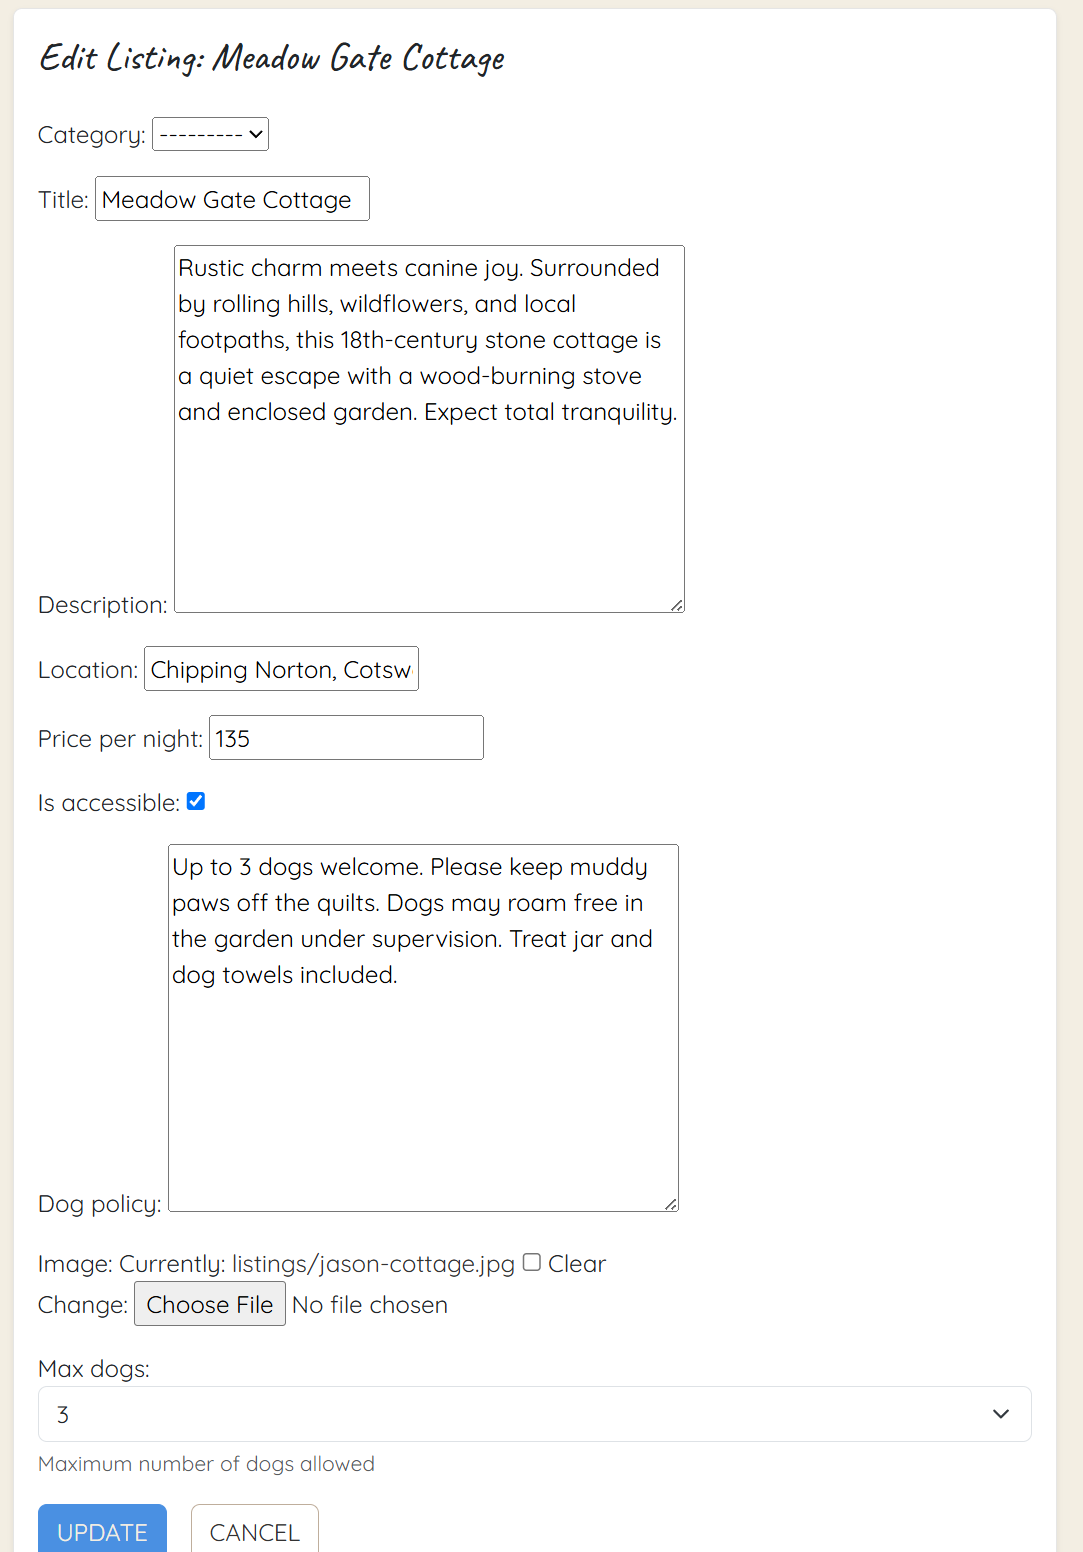 Edit Listing: Meadow Gate Cottage
Category: ---------
Title: Meadow Gate Cottage
Rustic charm meets canine joy. Surrounded
by rolling hills, wildflowers, and local
footpaths, this 18th-century stone cottage is
a quiet escape with a wood-burning stove
and enclosed garden. Expect total tranquility.
Description:
Location: Chipping Norton, Cotsw
Price per night: 135
Is accessible:
Up to 3 dogs welcome. Please keep muddy
paws off the quilts. Dogs may roam free in
the garden under supervision. Treat jar and
dog towels included.
Dog policy:
Image: Currently: listings/jason-cottage.jpg Clear
Change: Choose File No file chosen
Max dogs:
3
Maximum number of dogs allowed
UPDATE CANCEL